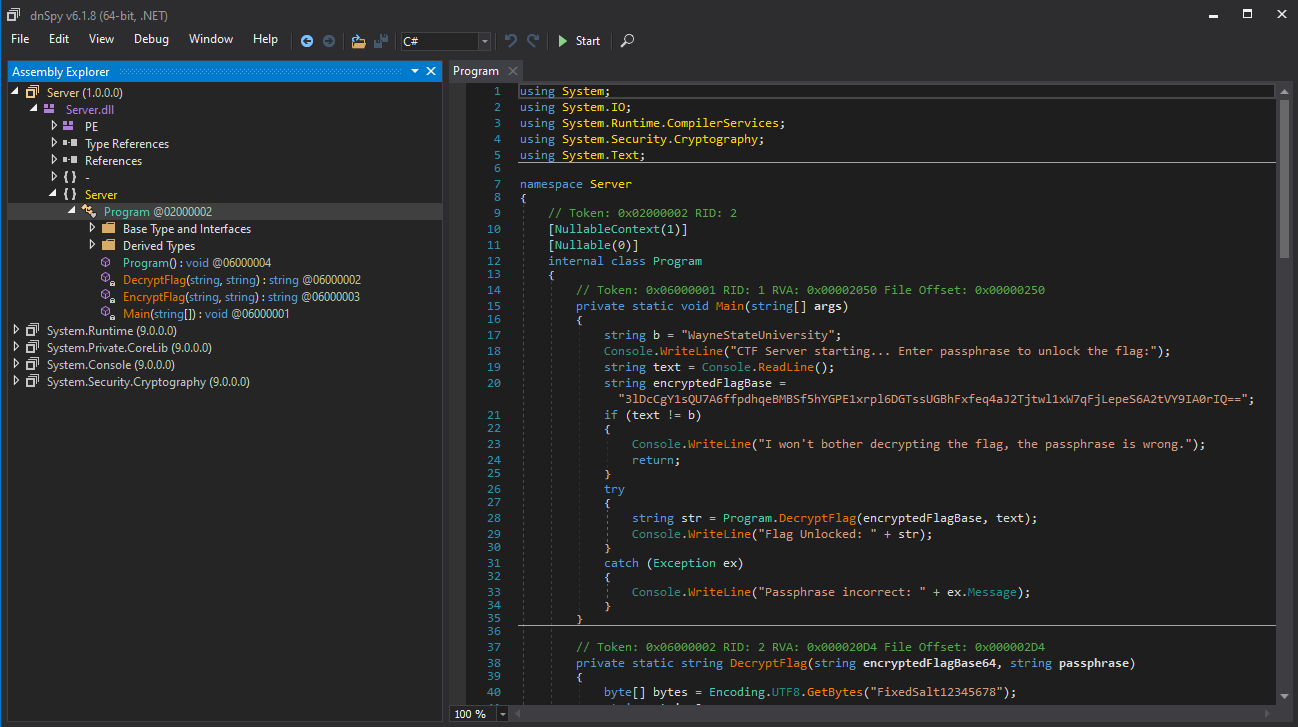 dnSpy v6.1.8 (64-bit, .NET)
File Edit View Debug Window Help C# Start
Assembly Explorer
Server (1.0.0.0)
Server.dll
PE
Type References
References
{ } -
{ } Server
Program @02000002
Base Type and Interfaces
Derived Types
Program() : void @06000004
DecryptFlag(string, string) : string @06000002
EncryptFlag(string, string) : string @06000003
Main(string[]) : void @06000001
System.Runtime (9.0.0.0)
System.Private.CoreLib (9.0.0.0)
System.Console (9.0.0.0)
System.Security.Cryptography (9.0.0.0)
Program
1 using System;
2 using System.IO;
3 using System.Runtime.CompilerServices;
4 using System.Security.Cryptography;
5 using System.Text;
6
7 namespace Server
8 {
9 // Token: 0x02000002 RID: 2
10 [NullableContext(1)]
11 [Nullable(0)]
12 internal class Program
13 {
14 // Token: 0x06000001 RID: 1 RVA: 0x00002050 File Offset: 0x00000250
15 private static void Main(string[] args)
16 {
17 string b = "WayneStateUniversity";
18 Console.WriteLine("CTF Server starting... Enter passphrase to unlock the flag:");
19 string text = Console.ReadLine();
20 string encryptedFlagBase =
"3lDcCgY1sQU7A6ffpdhqeBMBSf5hYGPE1xrpl6DGTssUGBhFxfeq4aJ2Tjtwl1xW7qFjLepeS6A2tVY9IA0rIQ==";
21 if (text != b)
22 {
23 Console.WriteLine("I won't bother decrypting the flag, the passphrase is wrong.");
24 return;
25 }
26 try
27 {
28 string str = Program.DecryptFlag(encryptedFlagBase, text);
29 Console.WriteLine("Flag Unlocked: " + str);
30 }
31 catch (Exception ex)
32 {
33 Console.WriteLine("Passphrase incorrect: " + ex.Message);
34 }
35 }
36
37 // Token: 0x06000002 RID: 2 RVA: 0x000020D4 File Offset: 0x000002D4
38 private static string DecryptFlag(string encryptedFlagBase64, string passphrase)
39 {
40 byte[] bytes = Encoding.UTF8.GetBytes("FixedSalt12345678");
100 %